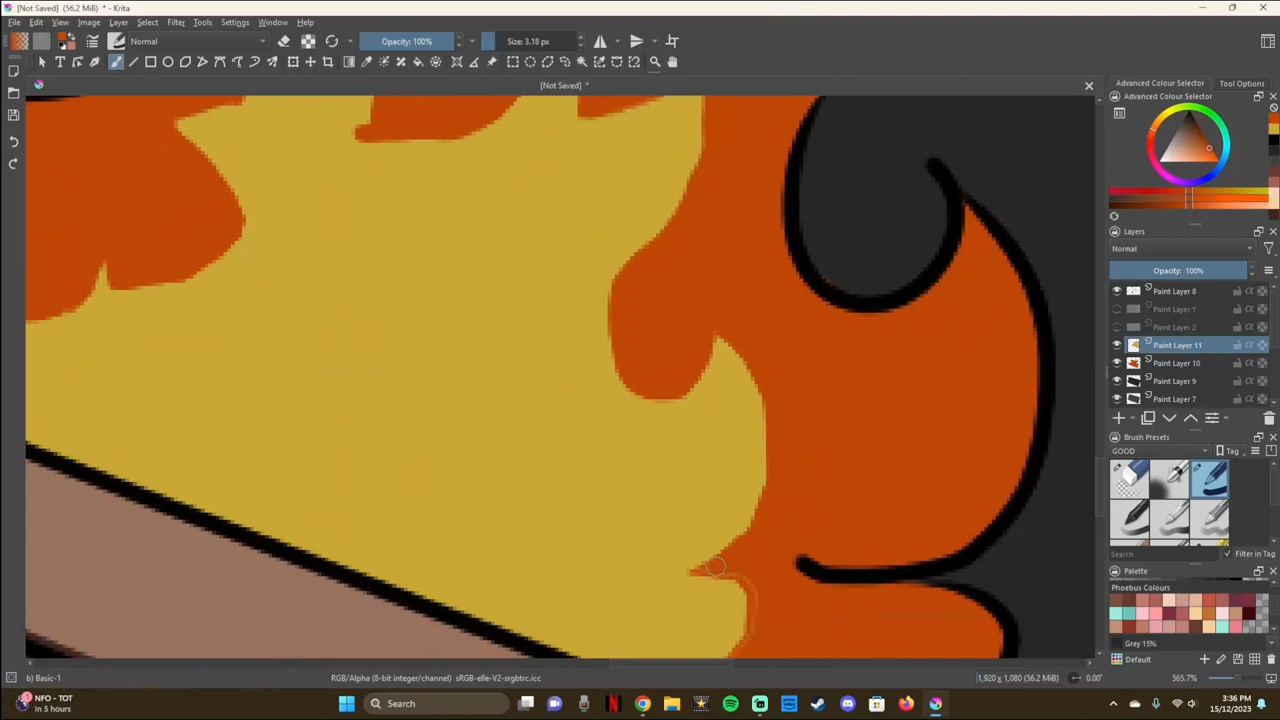 [Not Saved] (56.2 MiB) * - Krita
File Edit View Image Layer Select Filter Tools Settings Window Help
Normal Opacity: 100% Size: 3.18 px
[Not Saved] *
Advanced Colour Selector Tool Options
Advanced Colour Selector
Layers
Normal
Opacity: 100%
Paint Layer 8
Paint Layer 1
Paint Layer 2
Paint Layer 11
Paint Layer 10
Paint Layer 9
Paint Layer 7
Brush Presets
GOOD Tag
Search Filter in Tag
Palette
Phoebus Colours
Grey 15%
Default
b) Basic-1 RGB/Alpha (8-bit integer/channel) sRGB-elle-V2-srgbtrc.icc 1,920 x 1,080 (56.2 MiB) 0.00° 565.7%
NFO - TOT
In 5 hours
Search
3:36 PM
15/12/2023